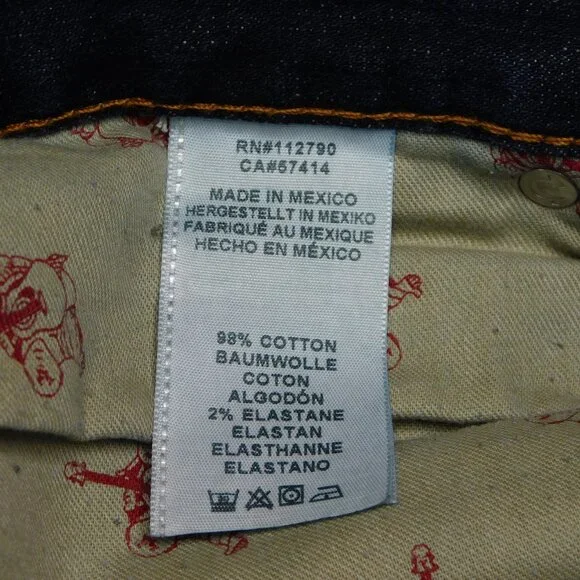 RN#112790
CA#57414
MADE IN MEXICO
HERGESTELLT IN MEXIKO
FABRIQUÉ AU MEXIQUE
HECHO EN MÉXICO
98% COTTON
BAUMWOLLE
COTON
ALGODÓN
2% ELASTANE
ELASTAN
ELASTHANNE
ELASTANO